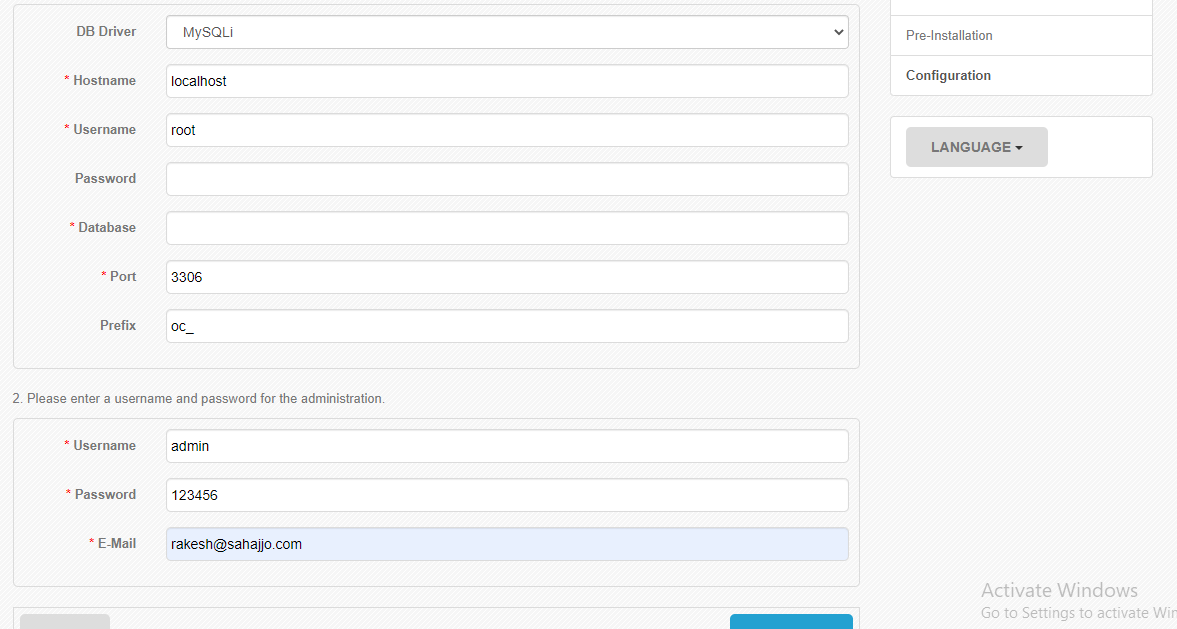 DB Driver MySQLi
* Hostname localhost
* Username root
Password
* Database
* Port 3306
Prefix oc_
2. Please enter a username and password for the administration.
* Username admin
* Password 123456
* E-Mail rakesh@sahajjo.com
Pre-Installation
Configuration
LANGUAGE
Activate Windows
Go to Settings to activate Win